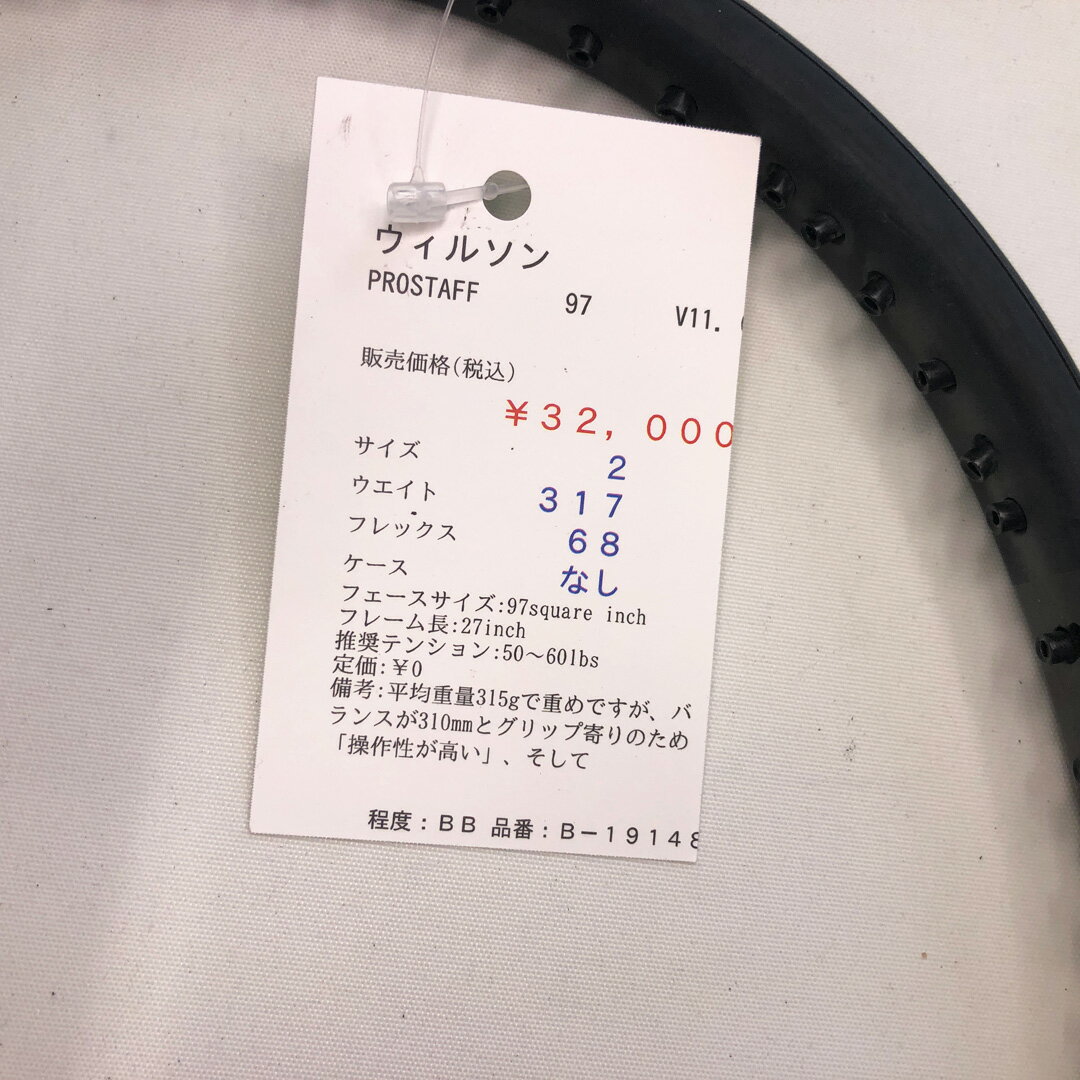 ウィルソン
PROSTAFF 97 V11.
販売価格(税込)
¥32,000
サイズ 2
ウエイト 317
フレックス 68
ケース なし
フェースサイズ:97square inch
フレーム長:27inch
推奨テンション:50～60lbs
定価:¥0
備考:平均重量315gで重めですが、バ
ランスが310mmとグリップ寄りのため
「操作性が高い」、そして
程度：BB 品番：B－19148